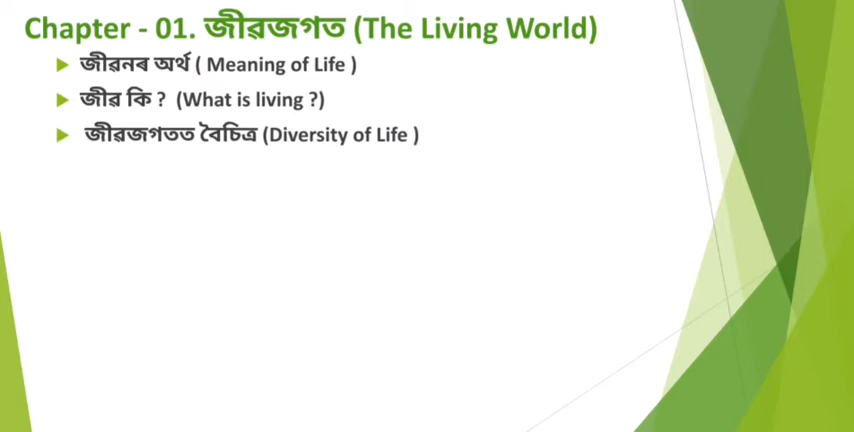 Chapter - 01. জীৱজগত (The Living World)
জীৱনৰ অৰ্থ ( Meaning of Life )
জীৱ কি ? (What is living ?)
জীৱজগতত বৈচিত্ৰ (Diversity of Life )